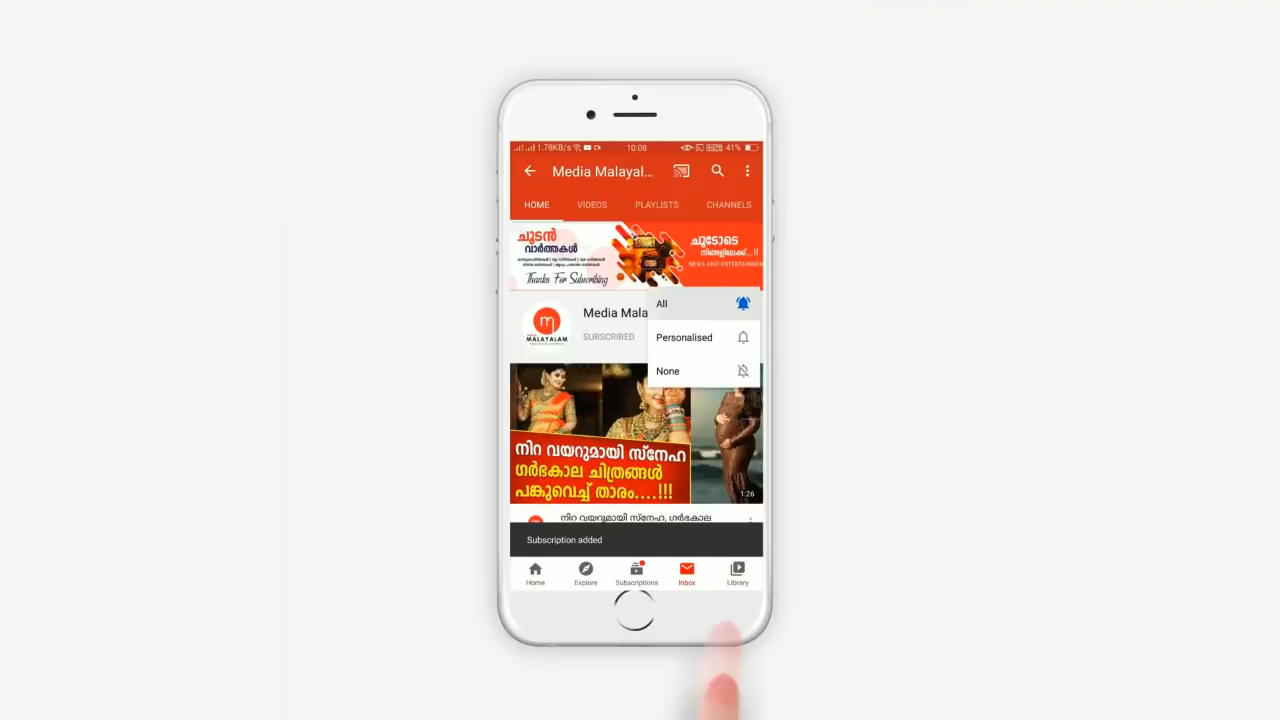 1.78KB/s 10:08 41%
Media Malayal...
HOME VIDEOS PLAYLISTS CHANNELS
ചൂടൻ
വാർത്തകൾ
Thanks For Subscribing
ചൂടോടെ
നിങ്ങളിലേക്ക്...!!
NEWS AND ENTERTAINMEN
All
Media Mala
SUBSCRIBED
Personalised
None
m
MALAYALAM
നിറ വയറുമായി സ്നേഹ
ഗർഭകാല ചിത്രങ്ങൾ
പങ്കുവെച്ച് താരം....!!!
1:26
നിറ വയറുമായി സ്നേഹ, ഗർഭകാല
Subscription added
Home Explore Subscriptions Inbox Library